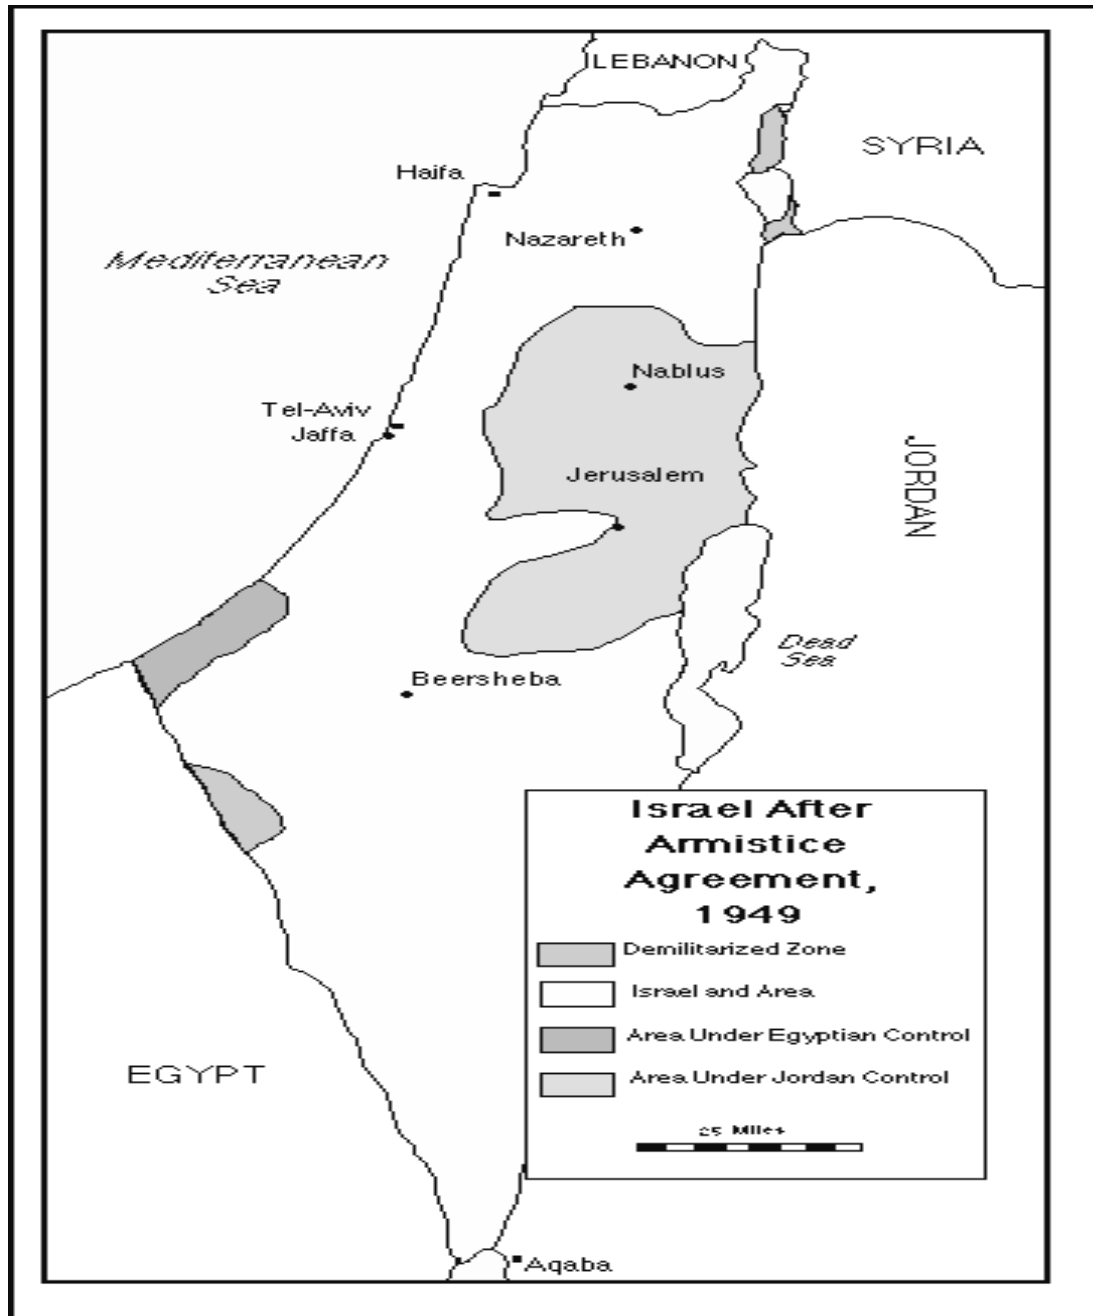 LEBANON
SYRIA
Haifa
Nazareth
Mediterranean
Sea
Nablus
Tel-Aviv
Jaffa
JORDAN
Jerusalem
Dead
Sea
Beersheba
Israel After
Armistice
Agreement,
1949
Demilitarized Zone
Israel and Area
Area Under Egyptian Control
Area Under Jordan Control
25 Miles
EGYPT
Aqaba